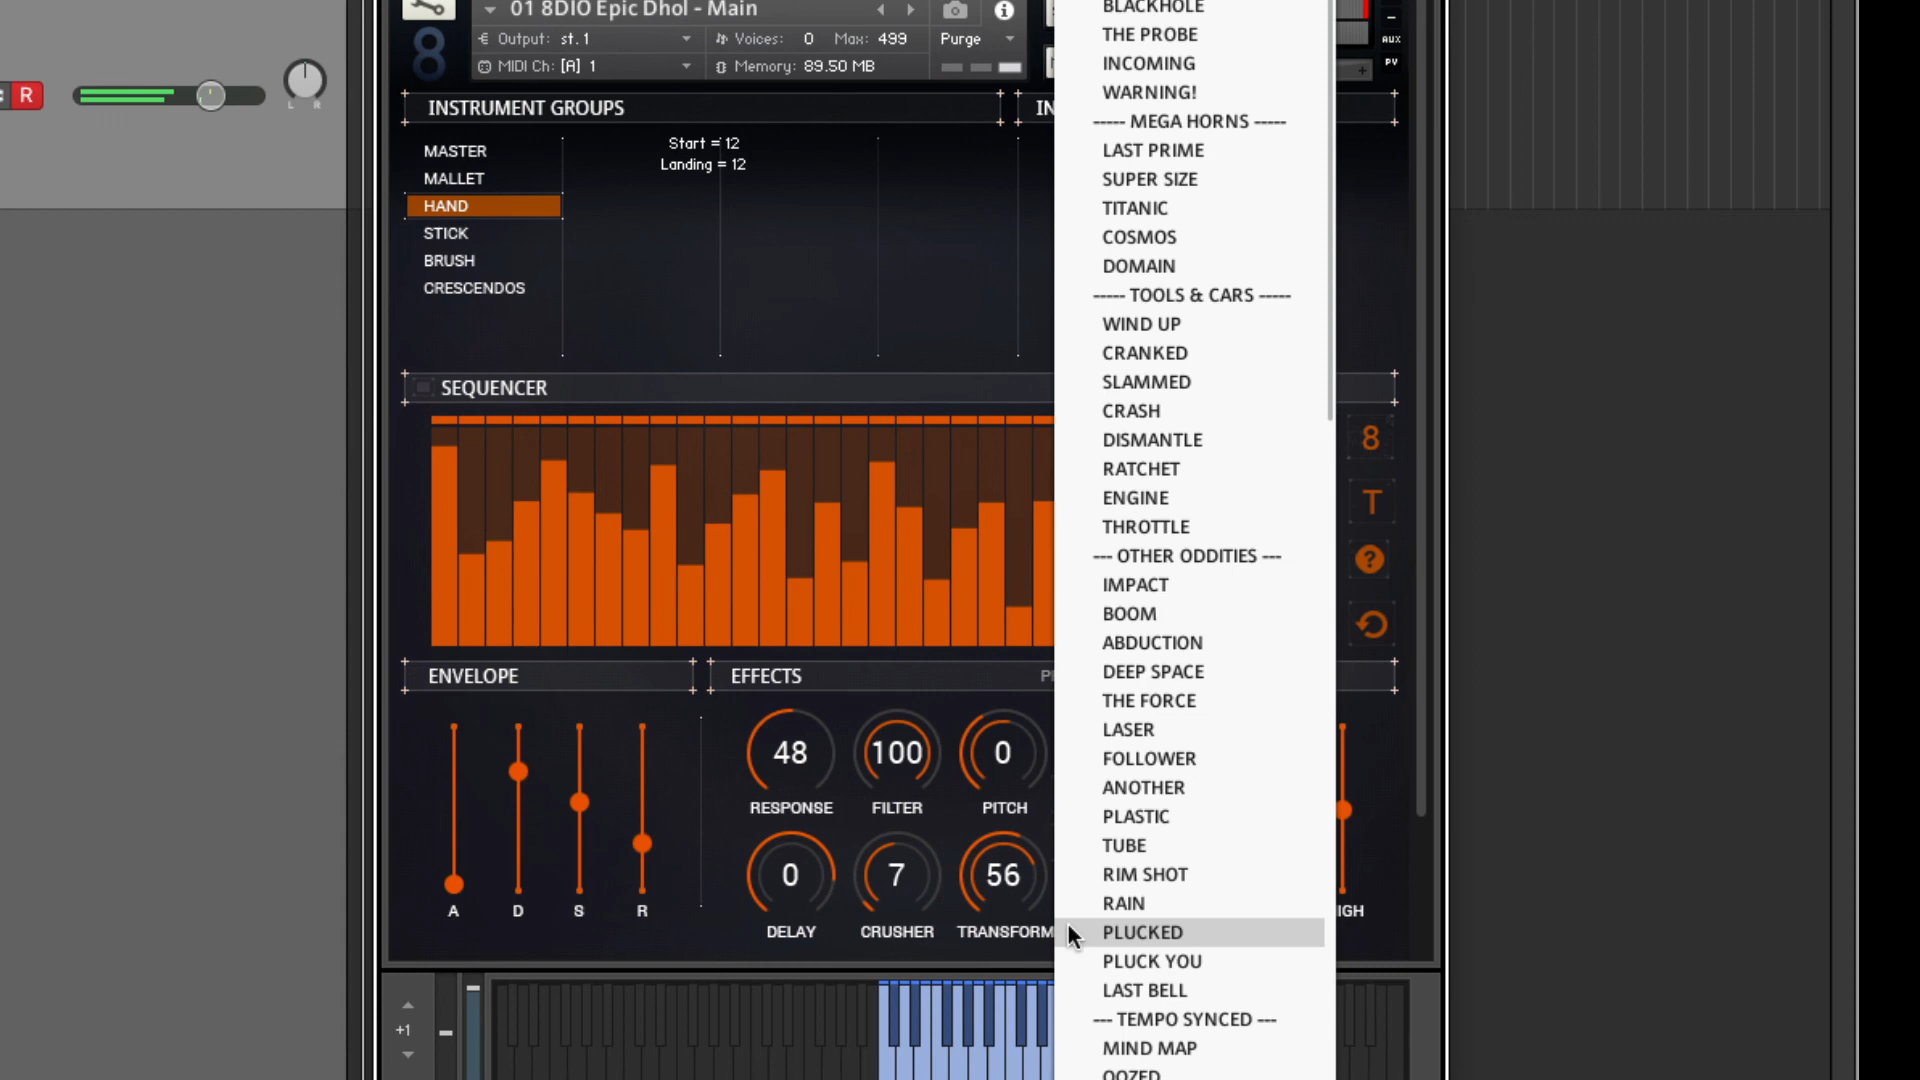 01 8DIO Epic Dhol - Main
Output: st. 1
Voices: 0 Max: 499
Purge
MIDI Ch: [A] 1
Memory: 89.50 MB
8
R
L R
AUX
PV
INSTRUMENT GROUPS
IN
MASTER
MALLET
HAND
STICK
BRUSH
CRESCENDOS
Start = 12
Landing = 12
SEQUENCER
8
T
?
ENVELOPE
A
D
S
R
EFFECTS
48
RESPONSE
100
FILTER
0
PITCH
0
DELAY
7
CRUSHER
56
TRANSFORM
IGH
+1
BLACKHOLE
THE PROBE
INCOMING
WARNING!
----- MEGA HORNS -----
LAST PRIME
SUPER SIZE
TITANIC
COSMOS
DOMAIN
----- TOOLS & CARS -----
WIND UP
CRANKED
SLAMMED
CRASH
DISMANTLE
RATCHET
ENGINE
THROTTLE
--- OTHER ODDITIES ---
IMPACT
BOOM
ABDUCTION
DEEP SPACE
THE FORCE
LASER
FOLLOWER
ANOTHER
PLASTIC
TUBE
RIM SHOT
RAIN
PLUCKED
PLUCK YOU
LAST BELL
--- TEMPO SYNCED ---
MIND MAP
OOZED